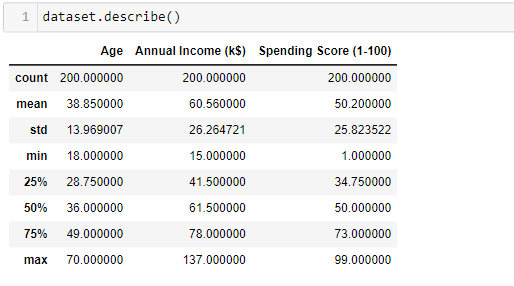 1 dataset.describe()
Age Annual Income (k$) Spending Score (1-100)
count 200.000000 200.000000 200.000000
mean 38.850000 60.560000 50.200000
std 13.969007 26.264721 25.823522
min 18.000000 15.000000 1.000000
25% 28.750000 41.500000 34.750000
50% 36.000000 61.500000 50.000000
75% 49.000000 78.000000 73.000000
max 70.000000 137.000000 99.000000